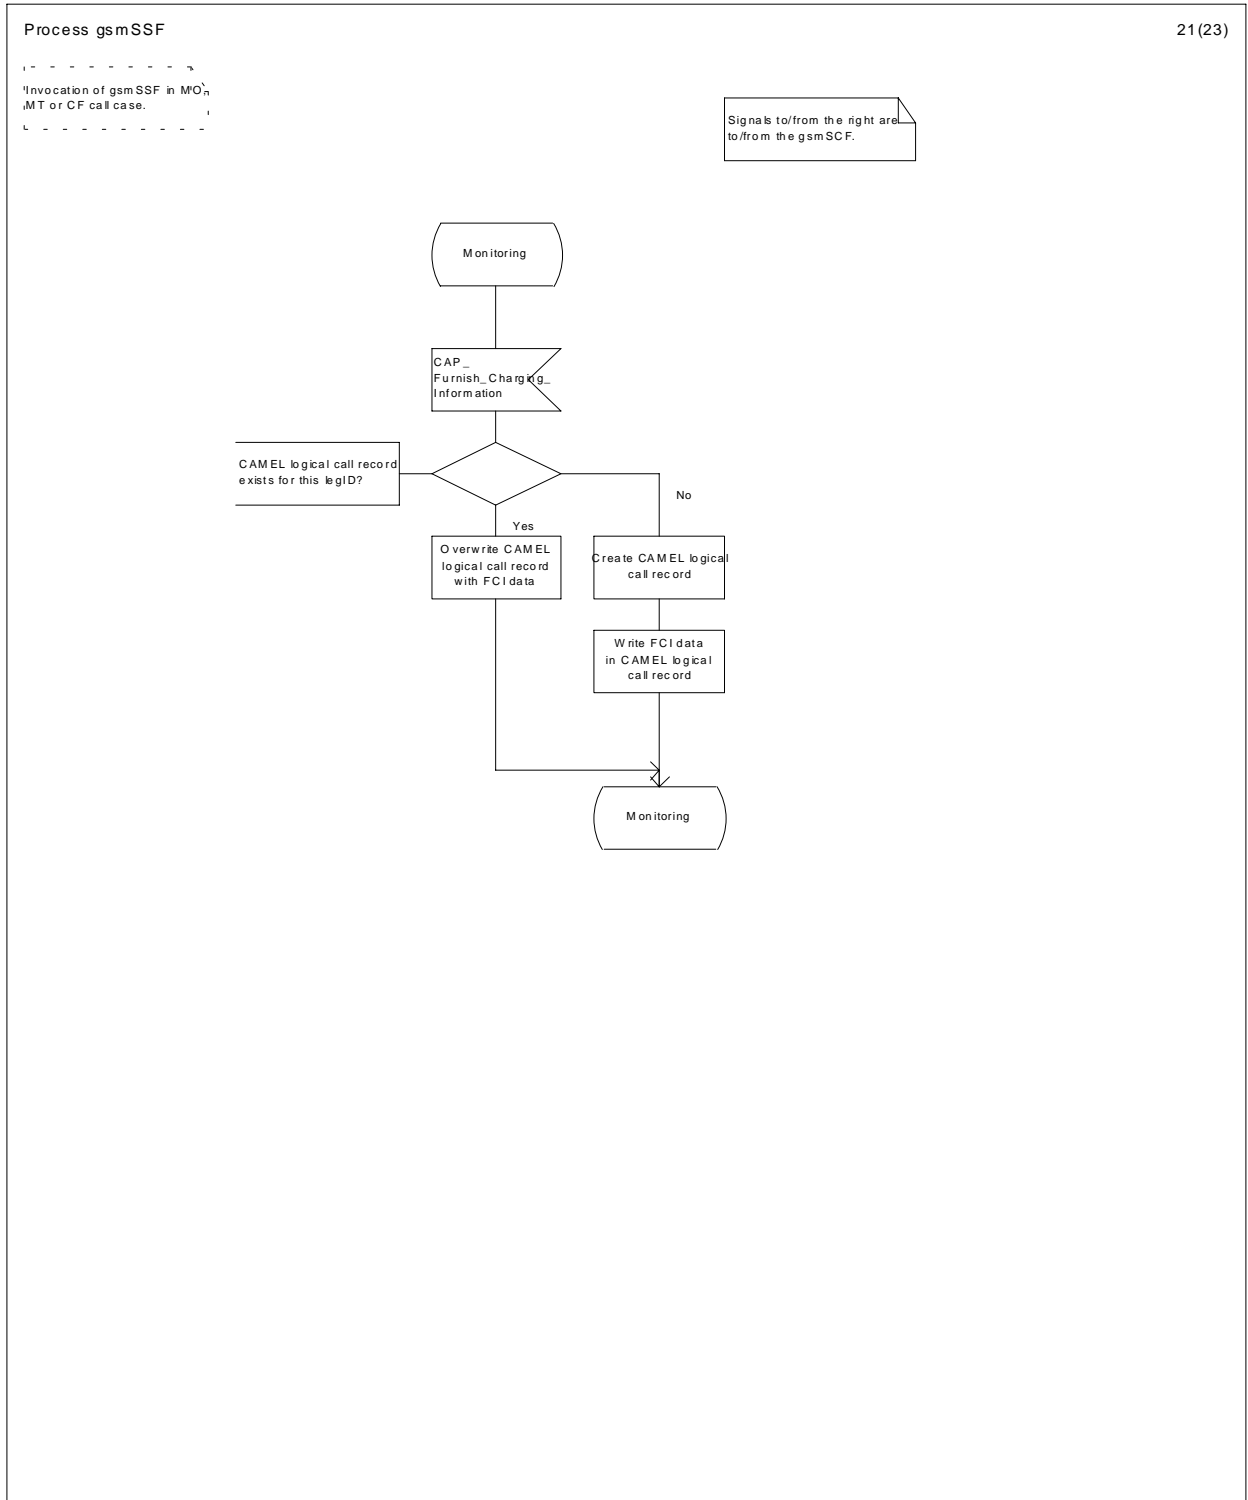 Process gsmSSF
21(23)
Invocation of gsmSSF in MO,
MT or CF call case.
Signals to/from the right are
to/from the gsmSCF.
Monitoring
CAP_
Furnish_Charging_
Information
CAMEL logical call record
exists for this legID?
No
Yes
Overwrite CAMEL
logical call record
with FCI data
Create CAMEL logical
call record
Write FCI data
in CAMEL logical
call record
Monitoring